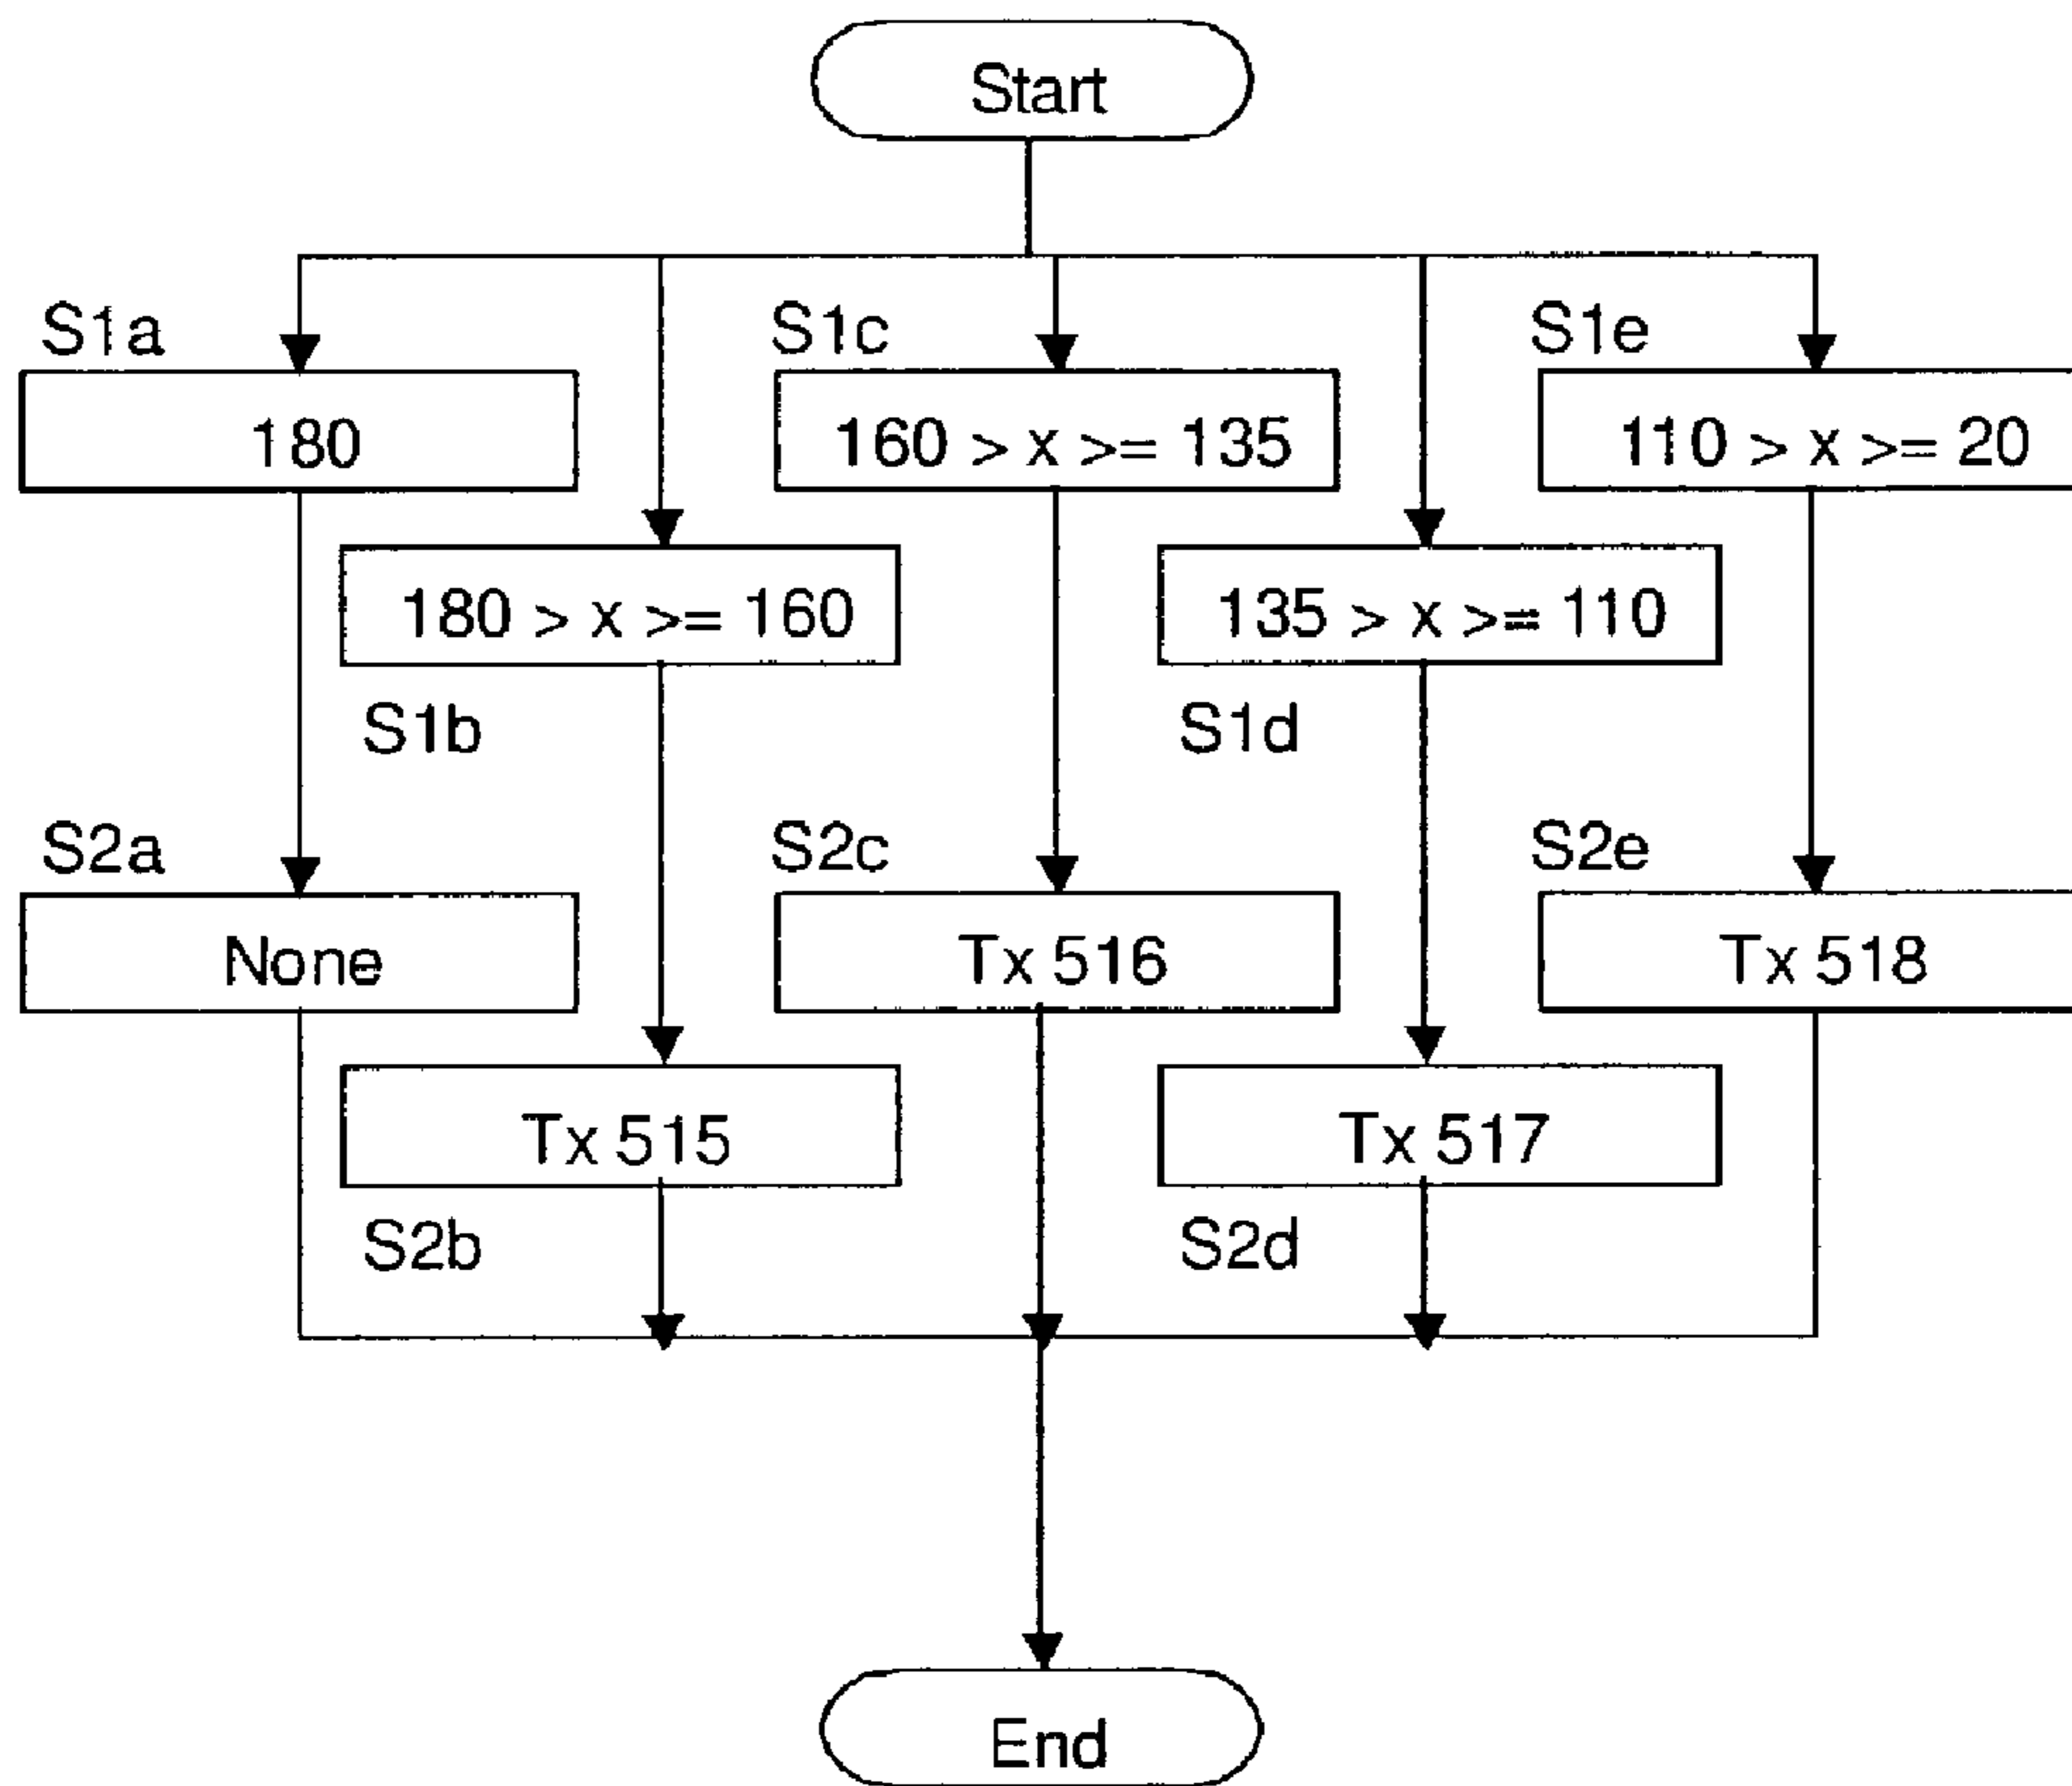 Start
S1a
S1c
S1e
180
160 > x >= 135
110 > x >= 20
180 > x >= 160
135 > x >= 110
S1b
S1d
S2a
S2c
S2e
None
Tx 516
Tx 518
Tx 515
Tx 517
S2b
S2d
End